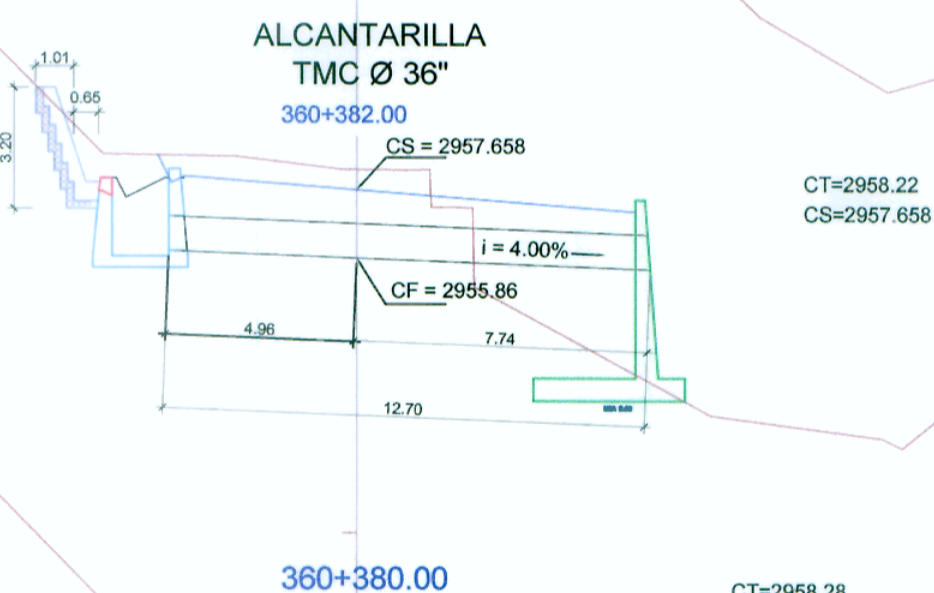 ALCANTARILLA
TMC Ø 36"
360+382.00
1.01
0.65
3.20
CS = 2957.658
CT=2958.22
CS=2957.658
i = 4.00%
CF = 2955.86
4.96
7.74
12.70
360+380.00
CT=2958.28